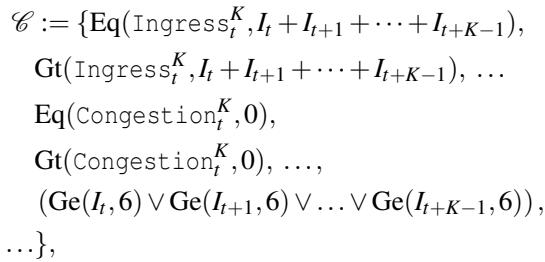 𝒞 := {Eq(Ingress_t^K, I_t + I_{t+1} + ⋯ + I_{t+K−1}),
Gt(Ingress_t^K, I_t + I_{t+1} + ⋯ + I_{t+K−1}), …
Eq(Congestion_t^K, 0),
Gt(Congestion_t^K, 0), …,
(Ge(I_t, 6) ∨ Ge(I_{t+1}, 6) ∨ … ∨ Ge(I_{t+K−1}, 6)),
…},